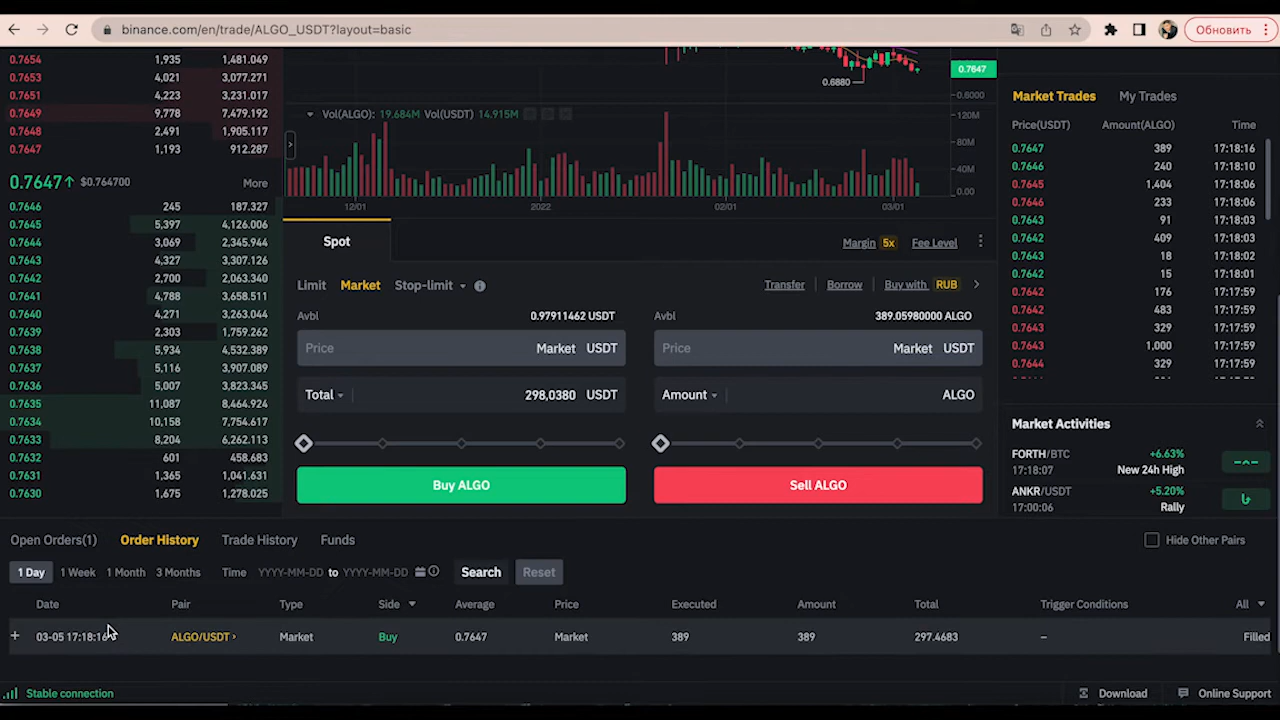 binance.com/en/trade/ALGO_USDT?layout=basic
Обновить
0.7654 1,935 1,481.049
0.7653 4,021 3,077.271
0.7651 4,223 3,231.017
0.7649 9,778 7,479.192
0.7648 2,491 1,905.117
0.7647 1,193 912.287
0.7647↑ $0.764700 More
0.7646 245 187.327
0.7645 5,397 4,126.006
0.7644 3,069 2,345.944
0.7643 4,327 3,307.126
0.7642 2,700 2,063.340
0.7641 4,788 3,658.511
0.7640 4,271 3,263.044
0.7639 2,303 1,759.262
0.7638 5,934 4,532.389
0.7637 5,116 3,907.089
0.7636 5,007 3,823.345
0.7635 11,087 8,464.924
0.7634 10,158 7,754.617
0.7633 8,204 6,262.113
0.7632 601 458.683
0.7631 1,365 1,041.631
0.7630 1,675 1,278.025
0.7647
0.6880
0.6000
Vol(ALGO): 19.684M Vol(USDT) 14.915M
120M
80M
40M
0.00
12/01 2022 02/01 03/01
Spot
Margin 5x Fee Level
Limit Market Stop-limit
Transfer Borrow Buy with RUB
Avbl 0.97911462 USDT
Price Market USDT
Total 298,0380 USDT
Buy ALGO
Avbl 389.05980000 ALGO
Price Market USDT
Amount ALGO
Sell ALGO
Market Trades My Trades
Price(USDT) Amount(ALGO) Time
0.7647 389 17:18:16
0.7646 240 17:18:10
0.7645 1,404 17:18:06
0.7646 233 17:18:06
0.7643 91 17:18:03
0.7642 409 17:18:03
0.7643 18 17:18:02
0.7642 15 17:18:01
0.7642 176 17:17:59
0.7642 493 17:17:59
0.7643 329 17:17:59
0.7643 1,000 17:17:59
0.7644 329 17:17:59
Market Activities
FORTH/BTC +6.63%
17:18:07 New 24h High
ANKR/USDT +5.20%
17:00:06 Rally
Open Orders(1) Order History Trade History Funds
Hide Other Pairs
1 Day 1 Week 1 Month 3 Months Time YYYY-MM-DD to YYYY-MM-DD Search Reset
Date Pair Type Side Average Price Executed Amount Total Trigger Conditions All
03-05 17:18:16 ALGO/USDT Market Buy 0.7647 Market 389 389 297.4683 – Filled
Stable connection
Download Online Support